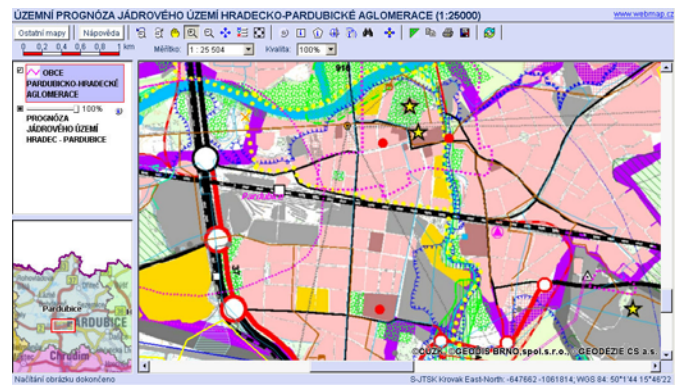 ÚZEMNÍ PROGNÓZA JÁDROVÉHO ÚZEMÍ HRADECKO-PARDUBICKÉ AGLOMERACE (1:25000)
www.webmap.cz
Ostatní mapy
Nápověda
0 0,2 0,4 0,6 0,8 1 km
Měřítko: 1 : 25 504
Kvalita: 100%
OBCE
PARDUBICKO-HRADECKÉ
AGLOMERACE
100%
PROGNÓZA
JÁDROVÉHO ÚZEMÍ
HRADEC - PARDUBICE
916
Pardubice
37
Pardubice
PARDUBICE
Chrudim
©ČÚZK, ©GEODIS BRNO,spol.s.r.o., GEODÉZIE CS a.s.
Načítání obrázku dokončeno
S-JTSK Krovak East-North: -647662 -1061814, WGS 84: 50°1'44 15°46'22